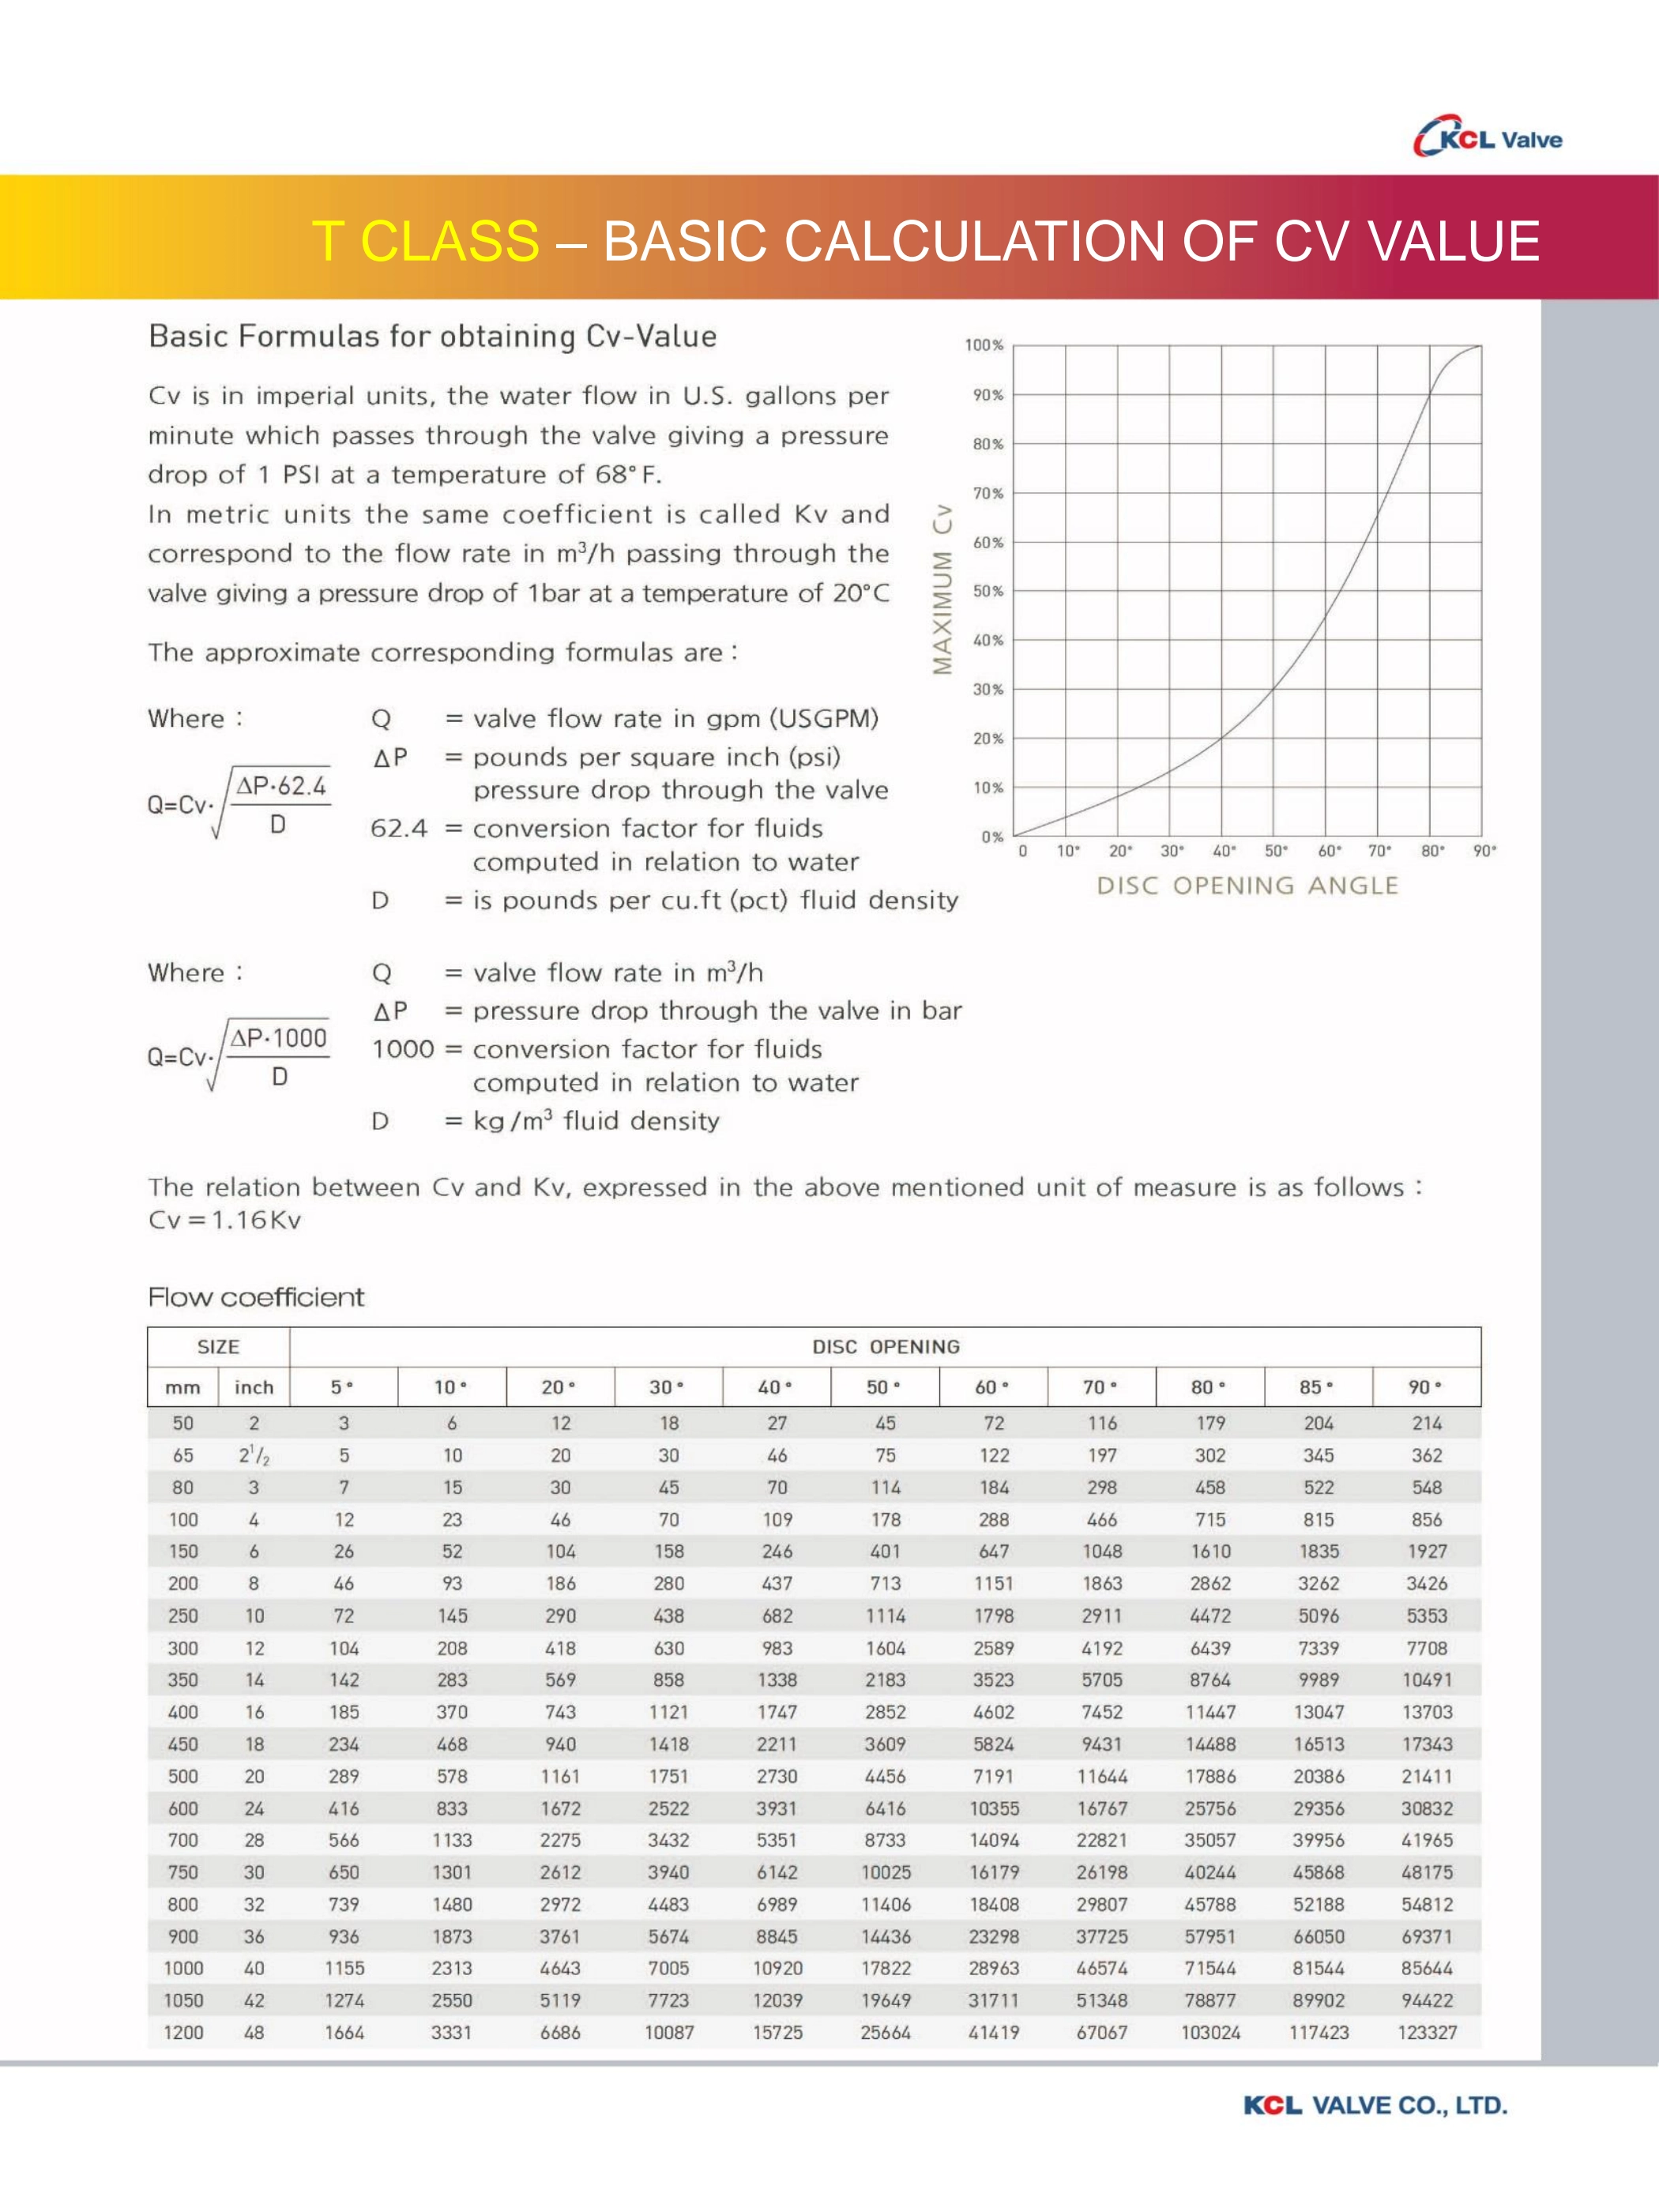 KCL Valve
T CLASS – BASIC CALCULATION OF CV VALUE
Basic Formulas for obtaining Cv-Value
Cv is in imperial units, the water flow in U.S. gallons per
minute which passes through the valve giving a pressure
drop of 1 PSI at a temperature of 68°F.
In metric units the same coefficient is called Kv and
correspond to the flow rate in m³/h passing through the
valve giving a pressure drop of 1bar at a temperature of 20°C
The approximate corresponding formulas are :
Where :
Q = valve flow rate in gpm (USGPM)
ΔP = pounds per square inch (psi)
pressure drop through the valve
Q=Cv·√ΔP·62.4
D
62.4 = conversion factor for fluids
computed in relation to water
D = is pounds per cu.ft (pct) fluid density
MAXIMUM Cv
100%
90%
80%
70%
60%
50%
40%
30%
20%
10%
0%
0 10° 20° 30° 40° 50° 60° 70° 80° 90°
DISC OPENING ANGLE
Where :
Q = valve flow rate in m³/h
ΔP = pressure drop through the valve in bar
Q=Cv·√ΔP·1000
D
1000 = conversion factor for fluids
computed in relation to water
D = kg/m³ fluid density
The relation between Cv and Kv, expressed in the above mentioned unit of measure is as follows :
Cv = 1.16Kv
Flow coefficient
SIZE DISC OPENING
mm inch 5° 10° 20° 30° 40° 50° 60° 70° 80° 85° 90°
50 2 3 6 12 18 27 45 72 116 179 204 214
65 2¹/₂ 5 10 20 30 46 75 122 197 302 345 362
80 3 7 15 30 45 70 114 184 298 458 522 548
100 4 12 23 46 70 109 178 288 466 715 815 856
150 6 26 52 104 158 246 401 647 1048 1610 1835 1927
200 8 46 93 186 280 437 713 1151 1863 2862 3262 3426
250 10 72 145 290 438 682 1114 1798 2911 4472 5096 5353
300 12 104 208 418 630 983 1604 2589 4192 6439 7339 7708
350 14 142 283 569 858 1338 2183 3523 5705 8764 9989 10491
400 16 185 370 743 1121 1747 2852 4602 7452 11447 13047 13703
450 18 234 468 940 1418 2211 3609 5824 9431 14488 16513 17343
500 20 289 578 1161 1751 2730 4456 7191 11644 17886 20386 21411
600 24 416 833 1672 2522 3931 6416 10355 16767 25756 29356 30832
700 28 566 1133 2275 3432 5351 8733 14094 22821 35057 39956 41965
750 30 650 1301 2612 3940 6142 10025 16179 26198 40244 45868 48175
800 32 739 1480 2972 4483 6989 11406 18408 29807 45788 52188 54812
900 36 936 1873 3761 5674 8845 14436 23298 37725 57951 66050 69371
1000 40 1155 2313 4643 7005 10920 17822 28963 46574 71544 81544 85644
1050 42 1274 2550 5119 7723 12039 19649 31711 51348 78877 89902 94422
1200 48 1664 3331 6686 10087 15725 25664 41419 67067 103024 117423 123327
KCL VALVE CO., LTD.